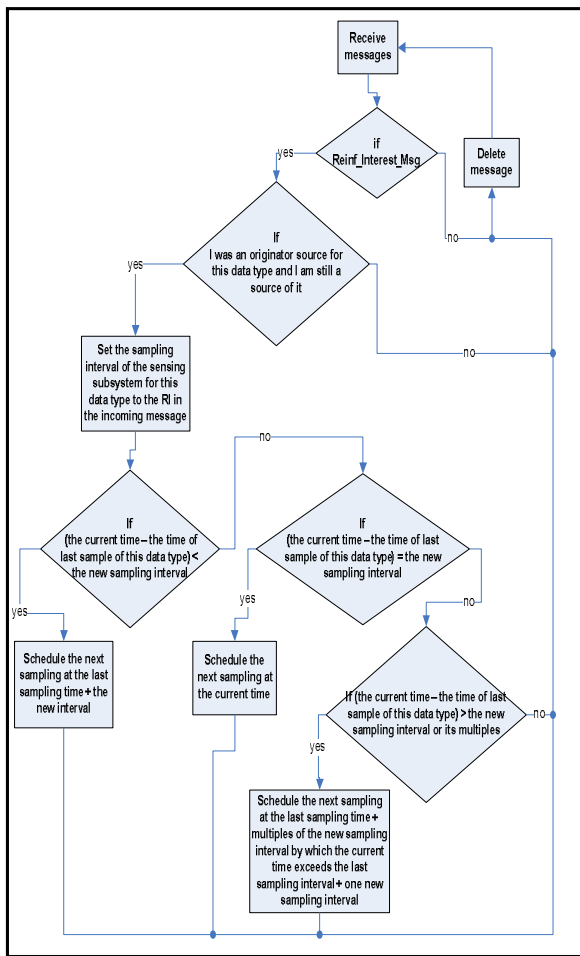 Receive
messages
if
Reinf_Interest_Msg
yes
no
Delete
message
If
I was an originator source for
this data type and I am still a
source of it
yes
no
Set the sampling
interval of the sensing
subsystem for this
data type to the RI in
the incoming message
If
(the current time – the time of
last sample of this data type) <
the new sampling interval
no
yes
If
(the current time – the time of last
sample of this data type) = the new
sampling interval
yes
no
Schedule the next
sampling at the last
sampling time + the
new interval
Schedule the
next sampling at
the current time
If (the current time – the time of last
sample of this data type) > the new
sampling interval or its multiples
no
yes
Schedule the next sampling
at the last sampling time +
multiples of the new sampling
interval by which the current
time exceeds the last
sampling interval + one new
sampling interval